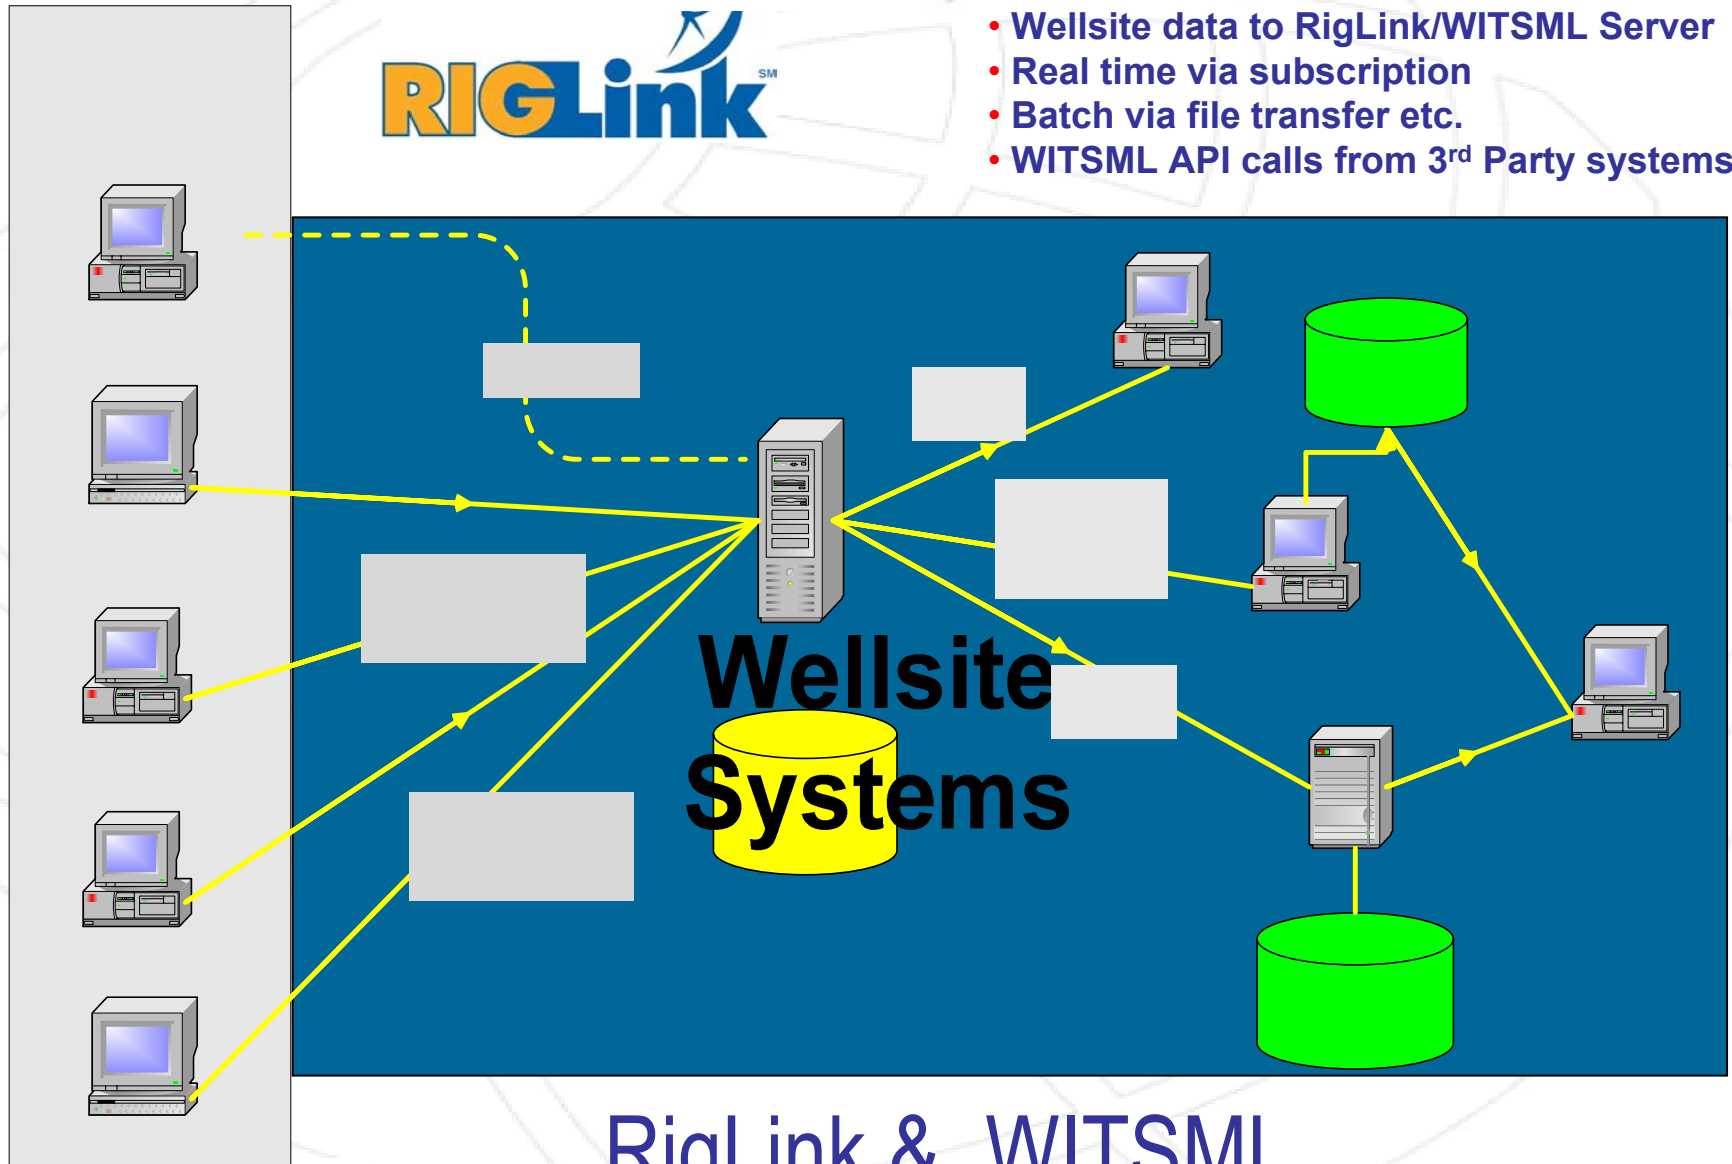 RIGLink SM
• Wellsite data to RigLink/WITSML Server
• Real time via subscription
• Batch via file transfer etc.
• WITSML API calls from 3rd Party systems
Wellsite
Systems
RigLink & WITSML